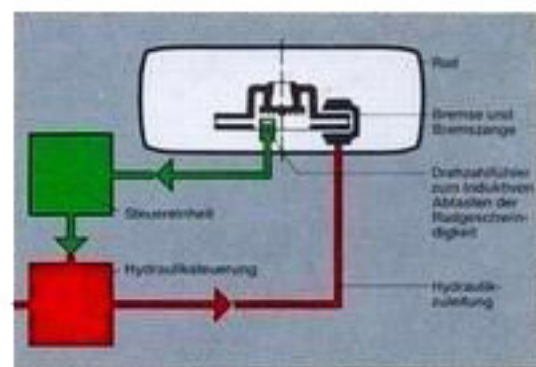 Rad
Bremse und
Bremszange
Drehzahlfühler
zum Induktiven
Abtasten der
Radgeschwin-
digkeit
Steuereinheit
Hydrauliksteuerung
Hydraulik-
zuleitung